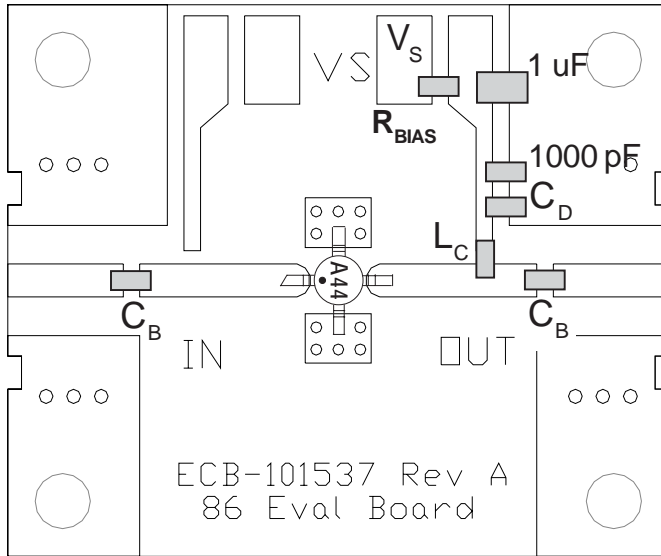 VS
V_S
1 uF
R_BIAS
1000 pF
C_D
L_C
A44
C_B
C_B
IN
OUT
ECB-101537 Rev A
86 Eval Board